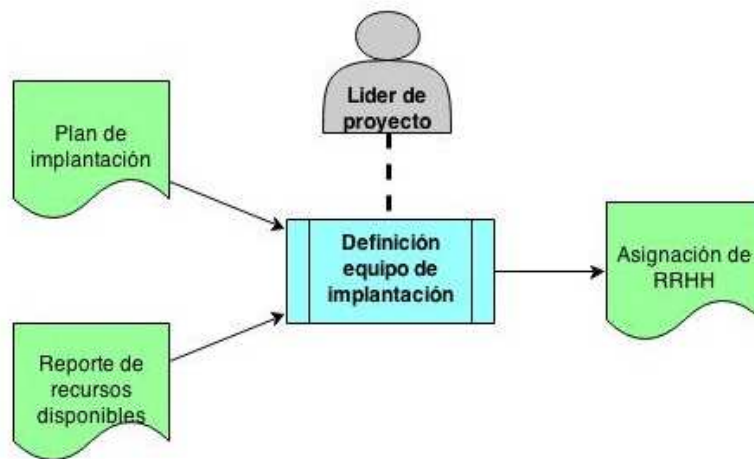 Lider de
proyecto
Plan de
implantación
Definición
equipo de
implantación
Asignación de
RRHH
Reporte de
recursos
disponibles